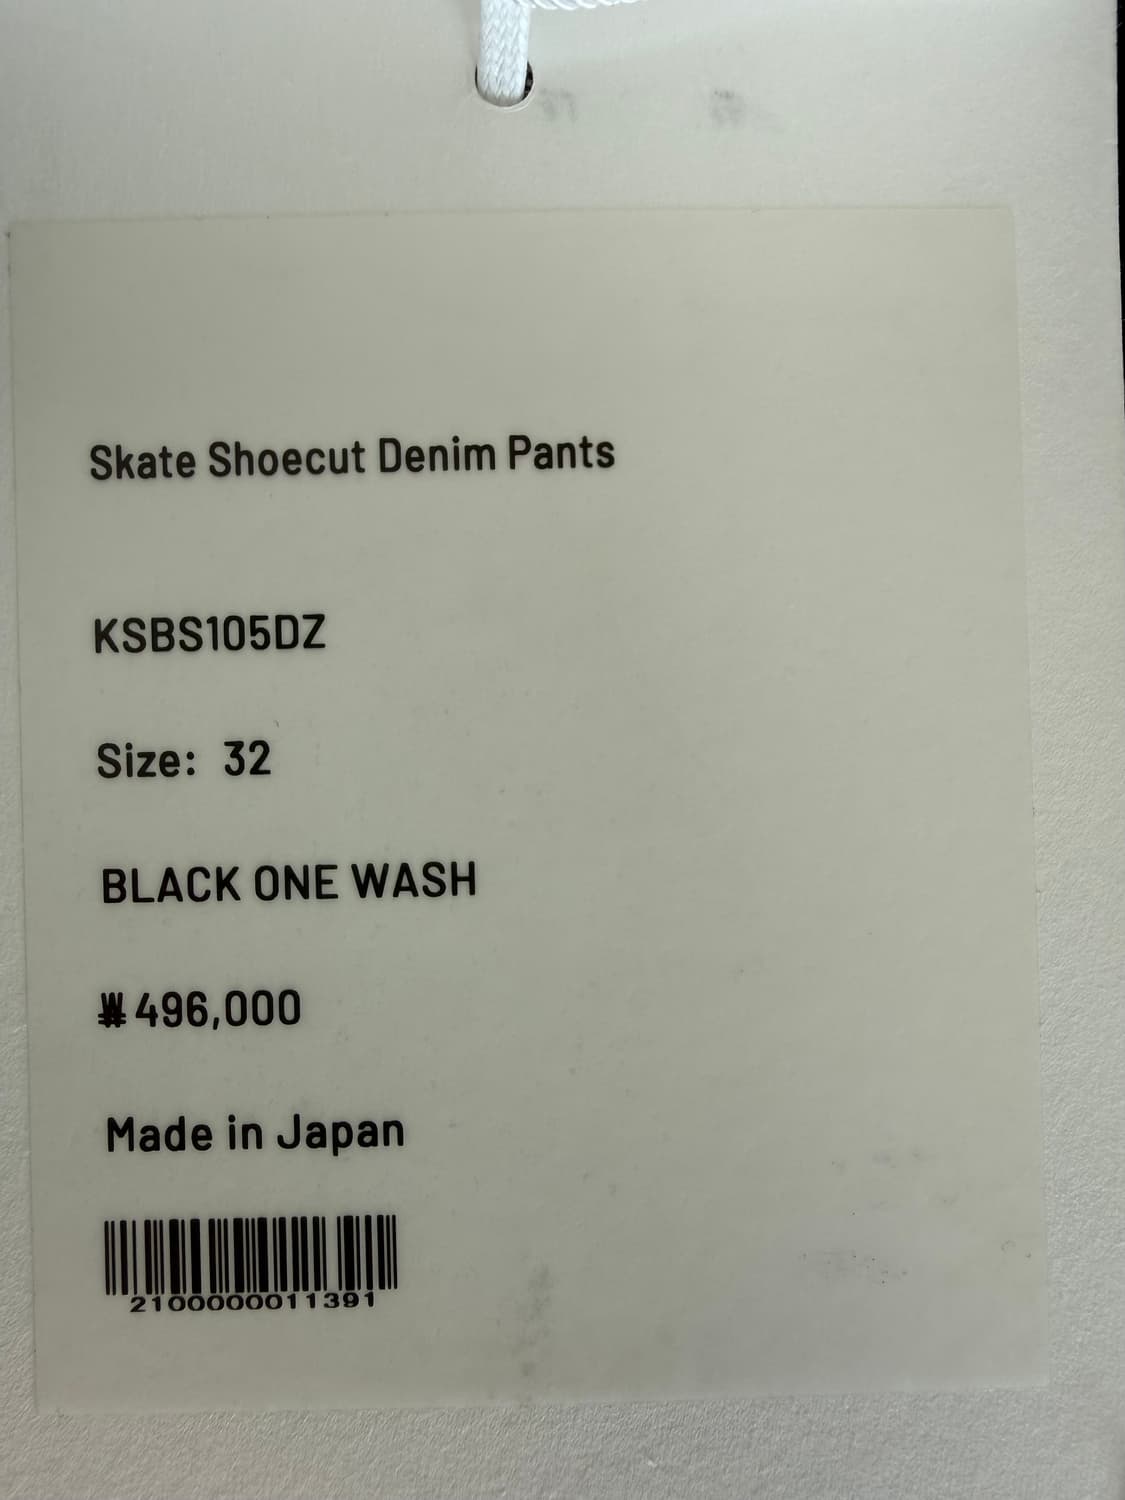 Skate Shoecut Denim Pants
KSBS105DZ
Size: 32
BLACK ONE WASH
₩496,000
Made in Japan
2100000011391